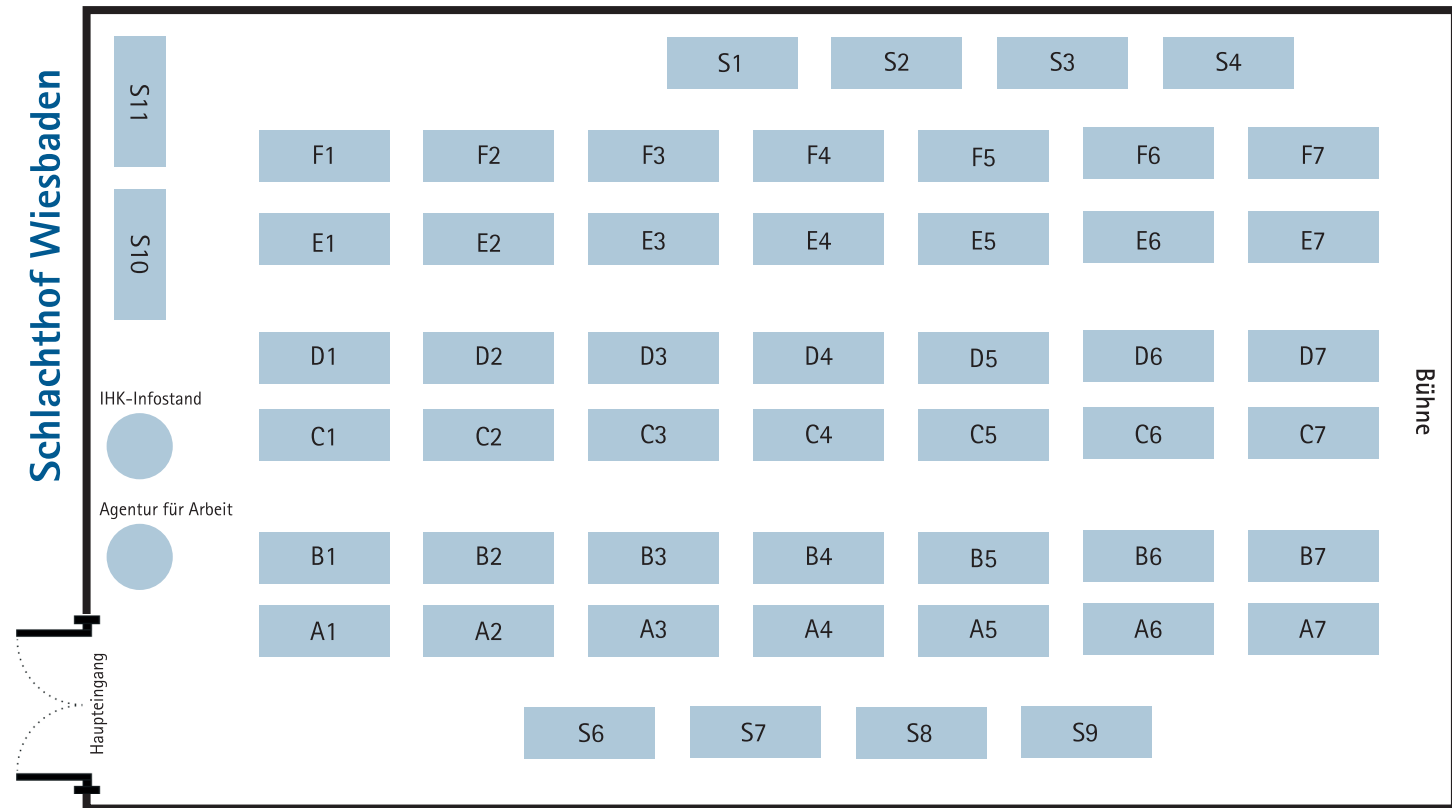 Schlachthof Wiesbaden
S11
S10
S1 S2 S3 S4
F1 F2 F3 F4 F5 F6 F7
E1 E2 E3 E4 E5 E6 E7
D1 D2 D3 D4 D5 D6 D7
IHK-Infostand
C1 C2 C3 C4 C5 C6 C7
Bühne
Agentur für Arbeit
B1 B2 B3 B4 B5 B6 B7
A1 A2 A3 A4 A5 A6 A7
Haupteingang
S6 S7 S8 S9